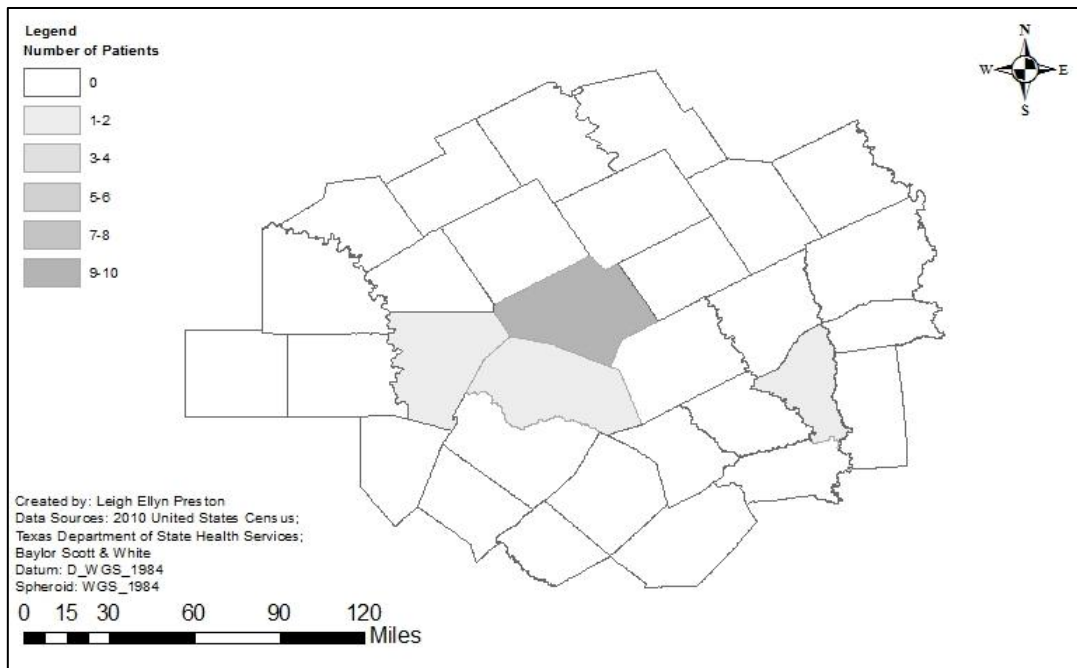 Legend
Number of Patients
0
1-2
3-4
5-6
7-8
9-10
N
W E
S
Created by: Leigh Ellyn Preston
Data Sources: 2010 United States Census;
Texas Department of State Health Services;
Baylor Scott & White
Datum: D_WGS_1984
Spheroid: WGS_1984
0 15 30 60 90 120
Miles